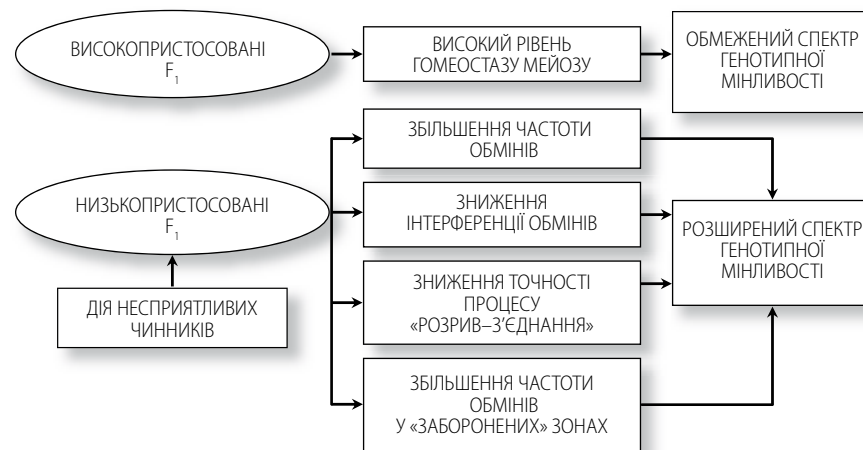 ВИСОКОПРИСТОСОВАНІ
F₁
ВИСОКИЙ РІВЕНЬ
ГОМЕОСТАЗУ МЕЙОЗУ
ОБМЕЖЕНИЙ СПЕКТР
ГЕНОТИПНОЇ
МІНЛИВОСТІ
НИЗЬКОПРИСТОСОВАНІ
F₁
ДІЯ НЕСПРИЯТЛИВИХ
ЧИННИКІВ
ЗБІЛЬШЕННЯ ЧАСТОТИ
ОБМІНІВ
ЗНИЖЕННЯ
ІНТЕРФЕРЕНЦІЇ ОБМІНІВ
ЗНИЖЕННЯ ТОЧНОСТІ
ПРОЦЕСУ
«РОЗРИВ–З’ЄДНАННЯ»
ЗБІЛЬШЕННЯ ЧАСТОТИ
ОБМІНІВ
У «ЗАБОРОНЕНИХ» ЗОНАХ
РОЗШИРЕНИЙ СПЕКТР
ГЕНОТИПНОЇ
МІНЛИВОСТІ